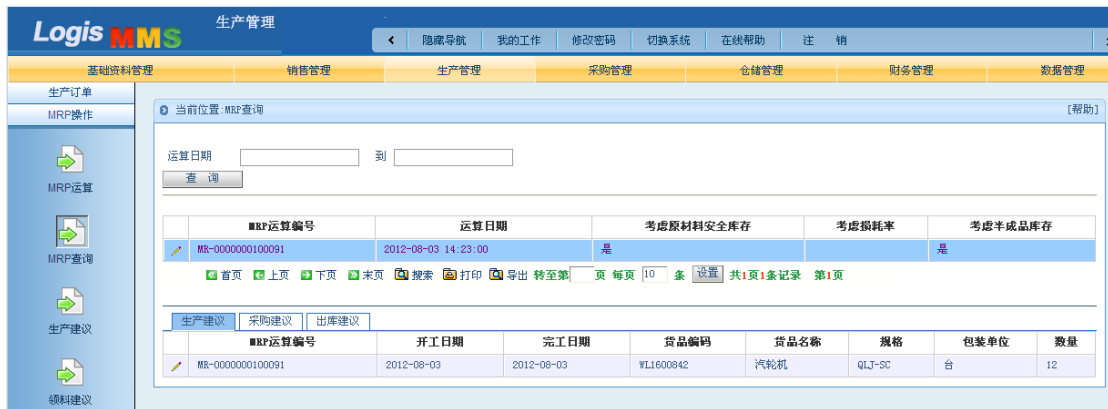 Logis MMS 生产管理
隐藏导航 我的工作 修改密码 切换系统 在线帮助 注 销
基础资料管理 销售管理 生产管理 采购管理 仓储管理 财务管理 数据管理
生产订单
MRP操作
MRP运算
MRP查询
生产建议
领料建议
当前位置:MRP查询 [帮助]
运算日期 到
查 询
MRP运算编号 运算日期 考虑原材料安全库存 考虑损耗率 考虑半成品库存
MR-0000000100091 2012-08-03 14:23:00 是 是
首页 上页 下页 末页 搜索 打印 导出 转至第 页 每页 10 条 设置 共1页1条记录 第1页
生产建议 采购建议 出库建议
MRP运算编号 开工日期 完工日期 货品编码 货品名称 规格 包装单位 数量
MR-0000000100091 2012-08-03 2012-08-03 WL1600842 汽轮机 QLJ-SC 台 12